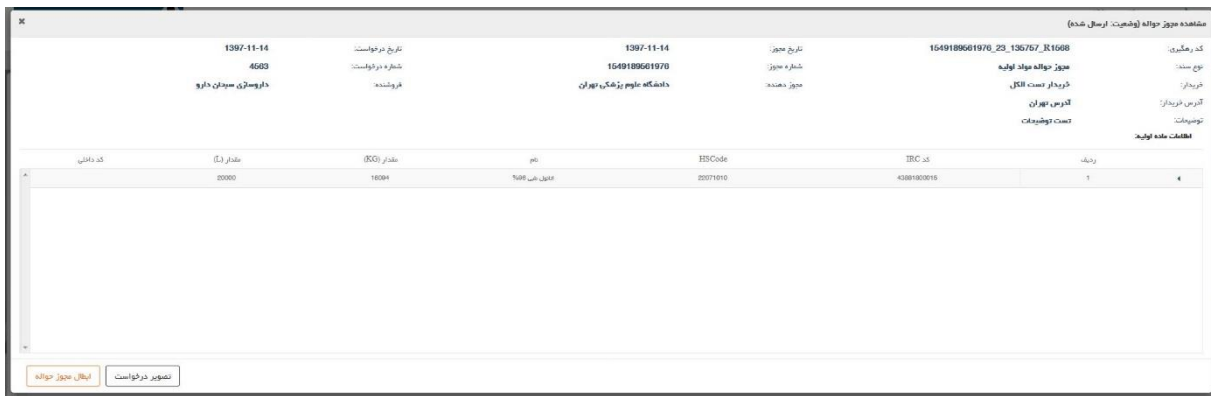 مشاهده مجوز حواله (وضعیت: ارسال شده)
کد رهگیری: 1549189561976_23_135757_R1568 تاریخ مجوز: 1397-11-14 تاریخ درخواست: 1397-11-14
نوع سند: مجوز حواله مواد اولیه شماره مجوز: 1549189561976 شماره درخواست: 4563
خریدار: خریدار تست الکل مجوز دهنده: دانشگاه علوم پزشکی تهران فروشنده: داروسازی سبحان دارو
آدرس خریدار: آدرس تهران
توضیحات: تست توضیحات
اطلاعات ماده اولیه:
ردیف کد IRC HSCode نام مقدار (KG) مقدار (L) کد داخلی
1 22071010 اتانول طبی 96% 16094 20000
تصویر درخواست ابطال مجوز حواله